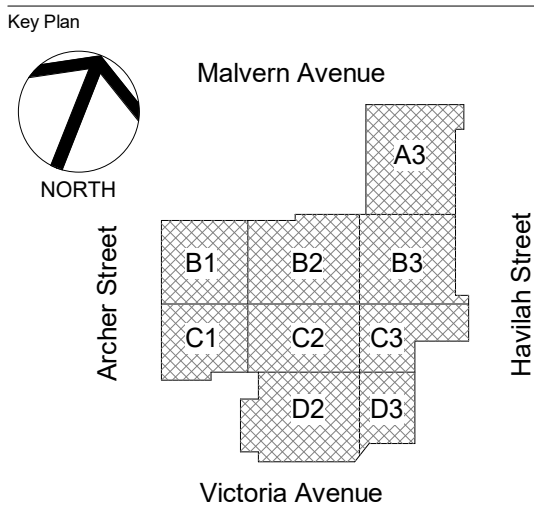 Key Plan
Malvern Avenue
NORTH
A3
Archer Street
B1 B2 B3
Havilah Street
C1 C2 C3
D2 D3
Victoria Avenue